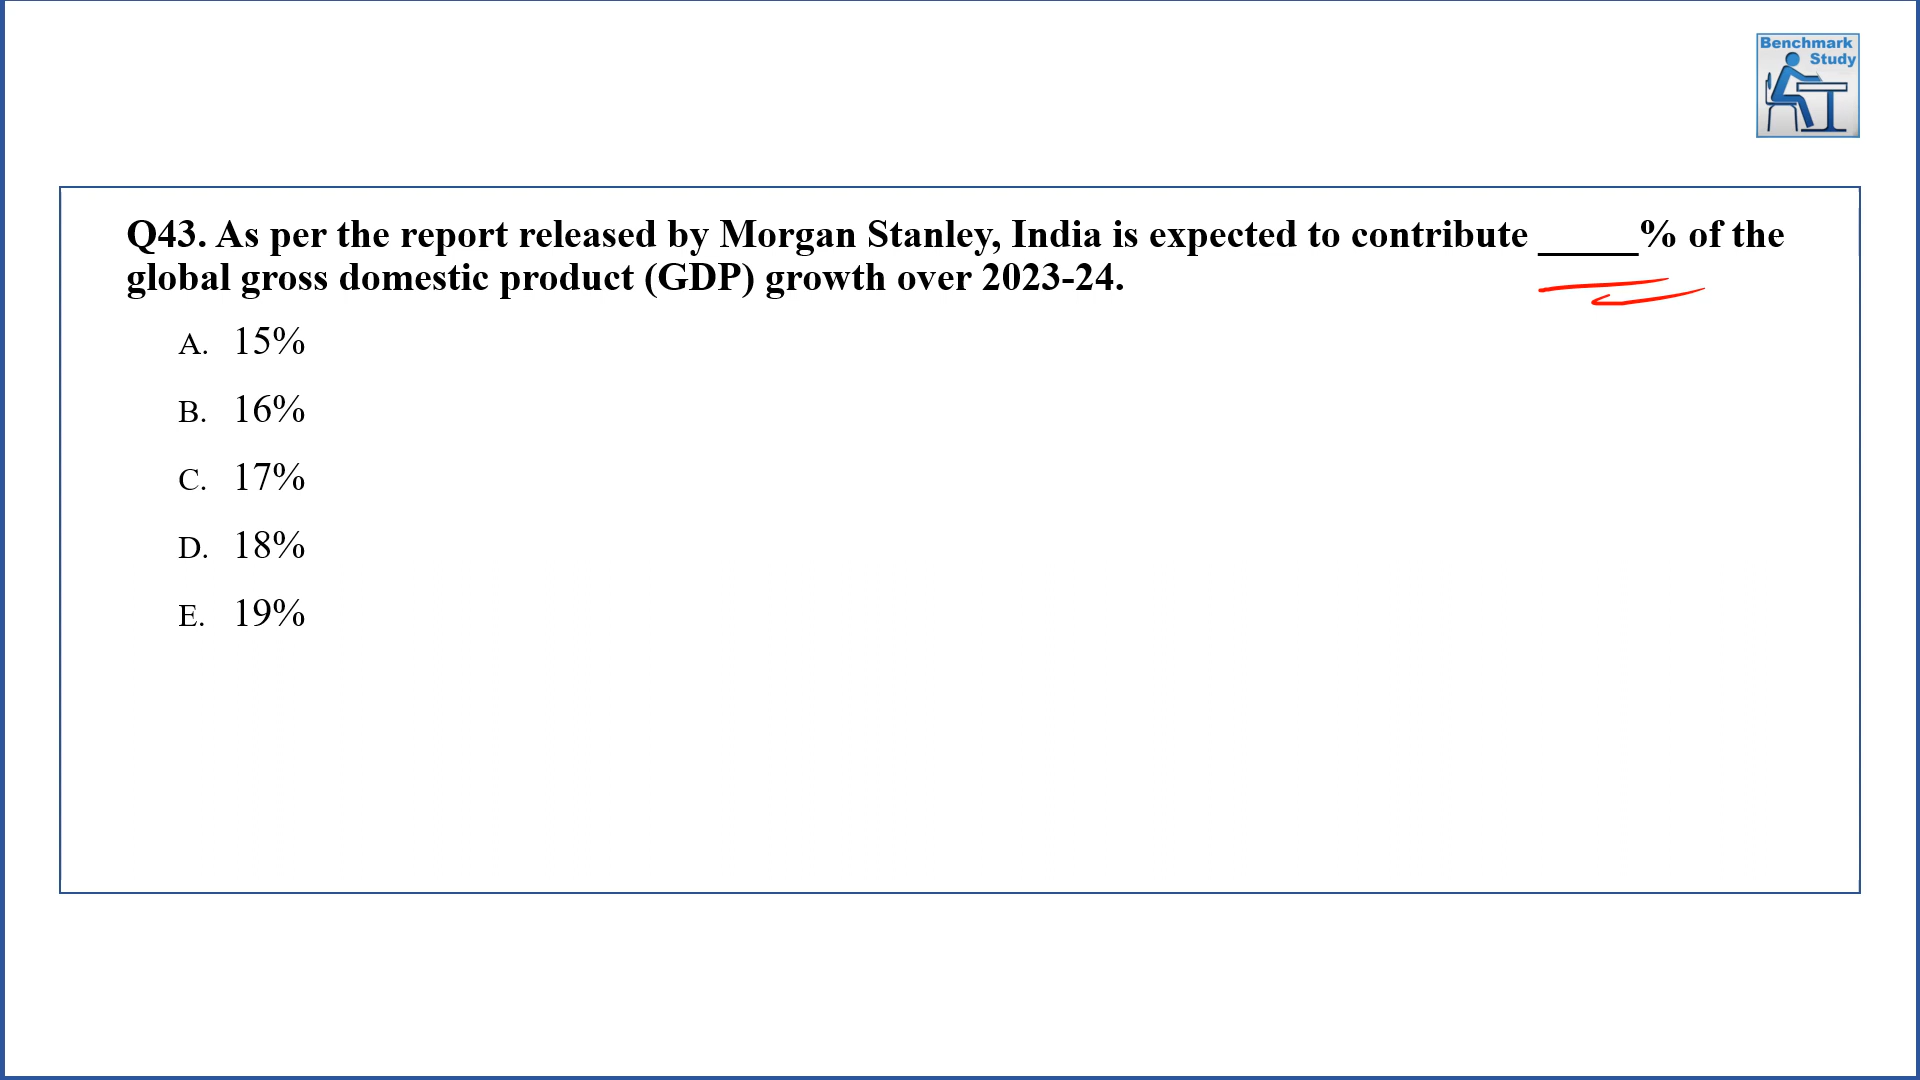 Benchmark
Study
Q43. As per the report released by Morgan Stanley, India is expected to contribute _____% of the
global gross domestic product (GDP) growth over 2023-24.
A. 15%
B. 16%
C. 17%
D. 18%
E. 19%